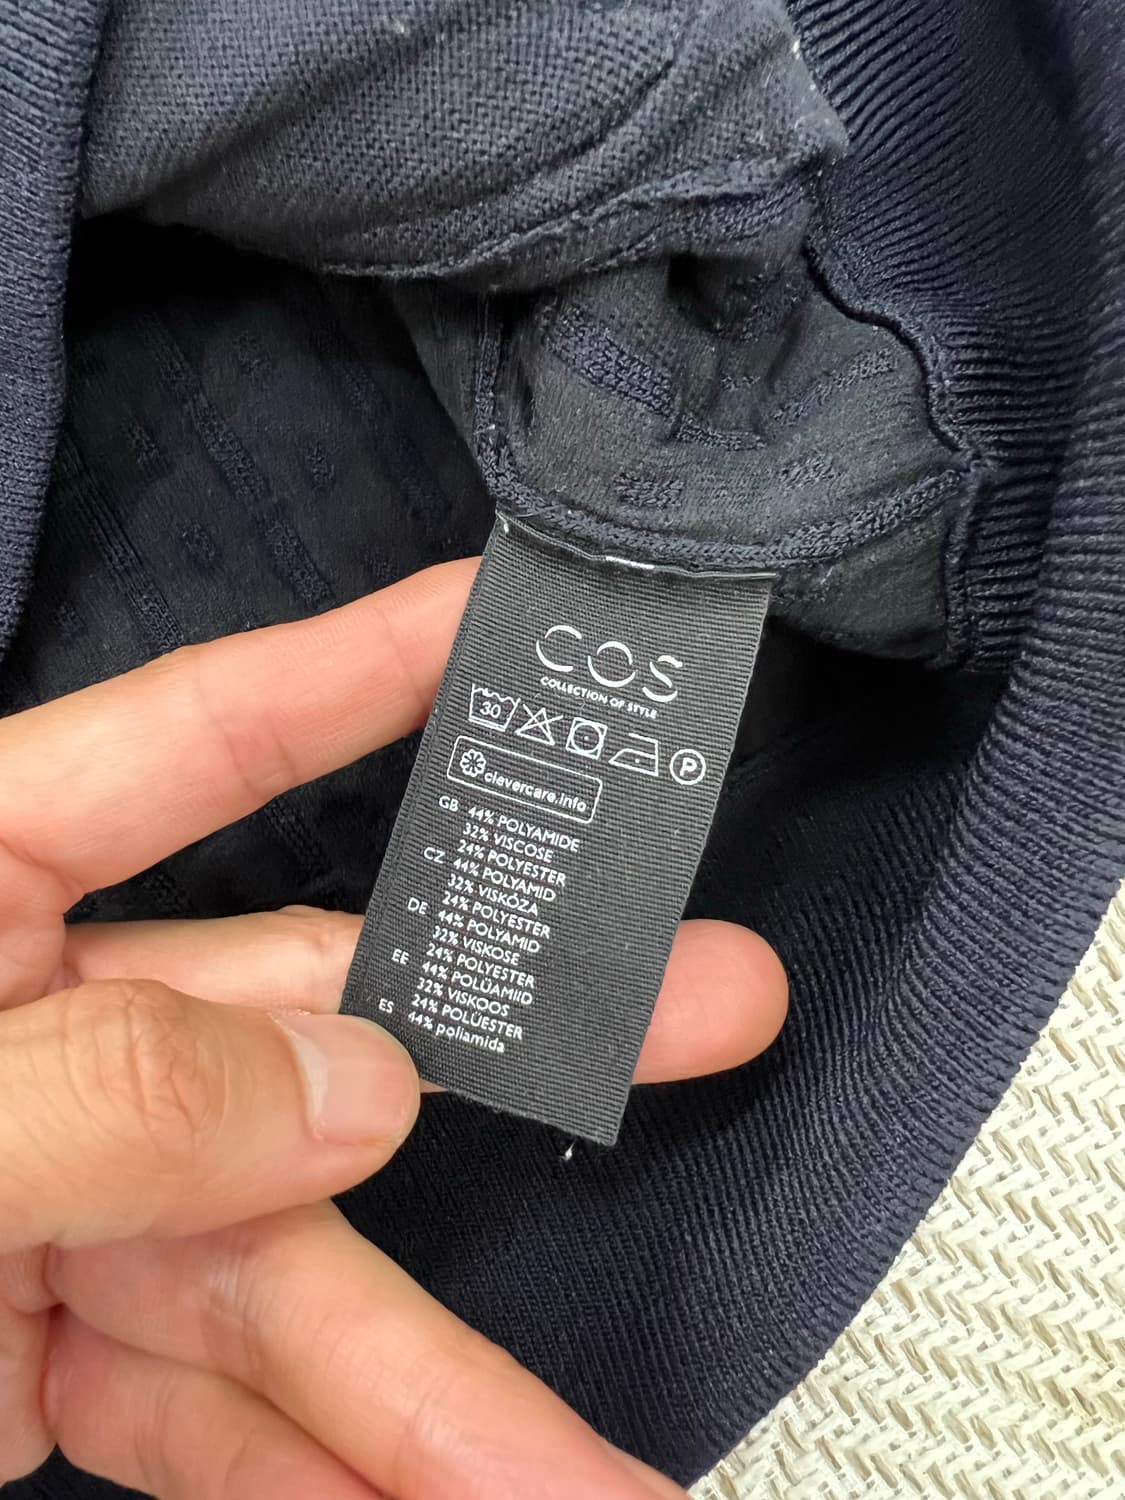 COS
COLLECTION OF STYLE
30
P
clevercare.info
GB 44% POLYAMIDE
32% VISCOSE
24% POLYESTER
CZ 44% POLYAMID
32% VISKÓZA
24% POLYESTER
DE 44% POLYAMID
32% VISKOSE
24% POLYESTER
EE 44% POLÜAMIID
32% VISKOOS
24% POLÜESTER
ES 44% poliamida